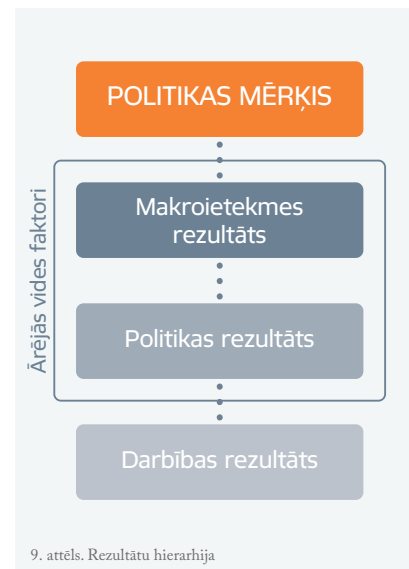 POLITIKAS MĒRĶIS
Ārējās vides faktori
Makroietekmes
rezultāts
Politikas rezultāts
Darbības rezultāts
9. attēls. Rezultātu hierarhija